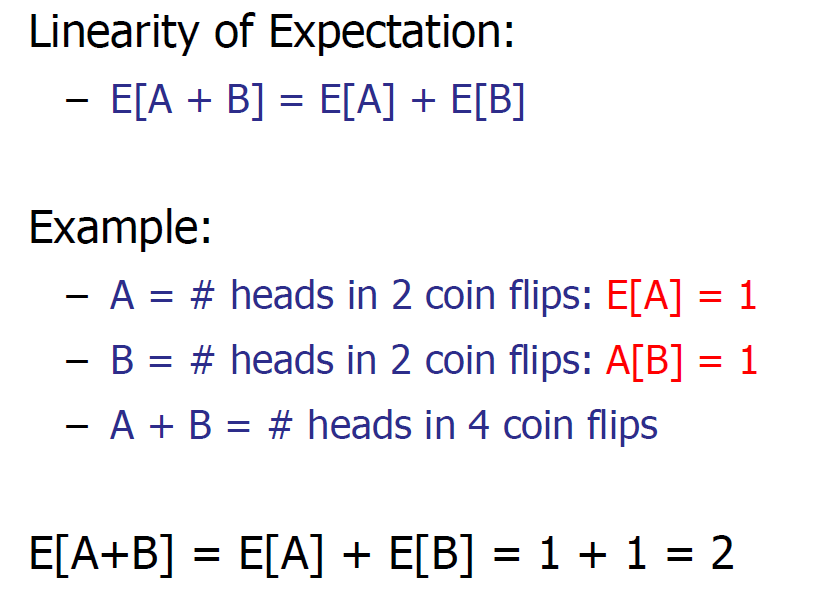 Linearity of Expectation:
– E[A + B] = E[A] + E[B]
Example:
– A = # heads in 2 coin flips: E[A] = 1
– B = # heads in 2 coin flips: A[B] = 1
– A + B = # heads in 4 coin flips
E[A+B] = E[A] + E[B] = 1 + 1 = 2